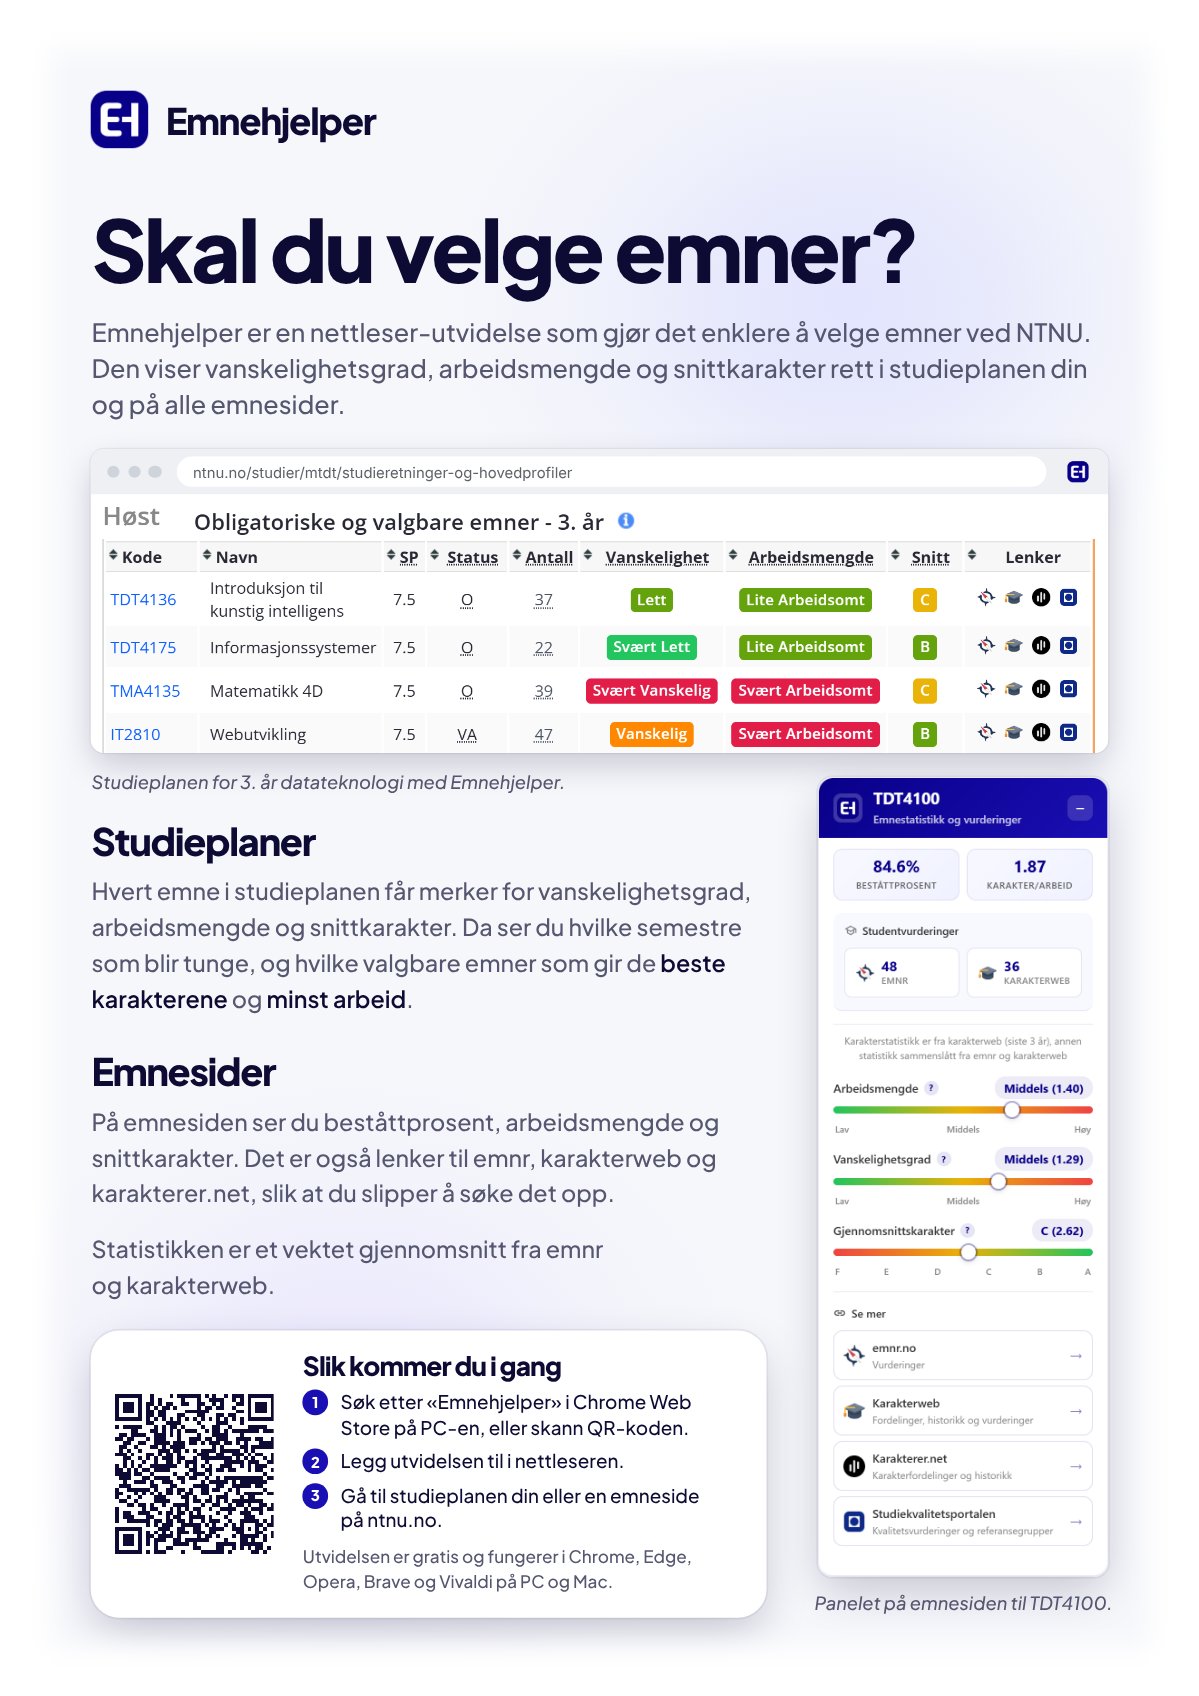 EH Emnehjelper
Skal du velge emner?
Emnehjelper er en nettleser-utvidelse som gjør det enklere å velge emner ved NTNU.
Den viser vanskelighetsgrad, arbeidsmengde og snittkarakter rett i studieplanen din
og på alle emnesider.
ntnu.no/studier/mtdt/studieretninger-og-hovedprofiler EH
Høst Obligatoriske og valgbare emner - 3. år
Kode Navn SP Status Antall Vanskelighet Arbeidsmengde Snitt Lenker
TDT4136 Introduksjon til kunstig intelligens 7.5 O 37 Lett Lite Arbeidsomt C
TDT4175 Informasjonssystemer 7.5 O 22 Svært Lett Lite Arbeidsomt B
TMA4135 Matematikk 4D 7.5 O 39 Svært Vanskelig Svært Arbeidsomt C
IT2810 Webutvikling 7.5 VA 47 Vanskelig Svært Arbeidsomt B
Studieplanen for 3. år datateknologi med Emnehjelper.
Studieplaner
Hvert emne i studieplanen får merker for vanskelighetsgrad,
arbeidsmengde og snittkarakter. Da ser du hvilke semestre
som blir tunge, og hvilke valgbare emner som gir de beste
karakterene og minst arbeid.
Emnesider
På emnesiden ser du beståttprosent, arbeidsmengde og
snittkarakter. Det er også lenker til emnr, karakterweb og
karakterer.net, slik at du slipper å søke det opp.
Statistikken er et vektet gjennomsnitt fra emnr
og karakterweb.
Slik kommer du i gang
1 Søk etter «Emnehjelper» i Chrome Web
Store på PC-en, eller skann QR-koden.
2 Legg utvidelsen til i nettleseren.
3 Gå til studieplanen din eller en emneside
på ntnu.no.
Utvidelsen er gratis og fungerer i Chrome, Edge,
Opera, Brave og Vivaldi på PC og Mac.
EH TDT4100
Emnestatistikk og vurderinger
84.6% 1.87
BESTÅTTPROSENT KARAKTER/ARBEID
Studentvurderinger
48 36
EMNR KARAKTERWEB
Karakterstatistikk er fra karakterweb (siste 3 år), annen
statistikk sammenslått fra emnr og karakterweb
Arbeidsmengde ? Middels (1.40)
Lav Middels Høy
Vanskelighetsgrad ? Middels (1.29)
Lav Middels Høy
Gjennomsnittskarakter ? C (2.62)
F E D C B A
Se mer
emnr.no
Vurderinger
Karakterweb
Fordelinger, historikk og vurderinger
Karakterer.net
Karakterfordelinger og historikk
Studiekvalitetsportalen
Kvalitetsvurderinger og referansegrupper
Panelet på emnesiden til TDT4100.